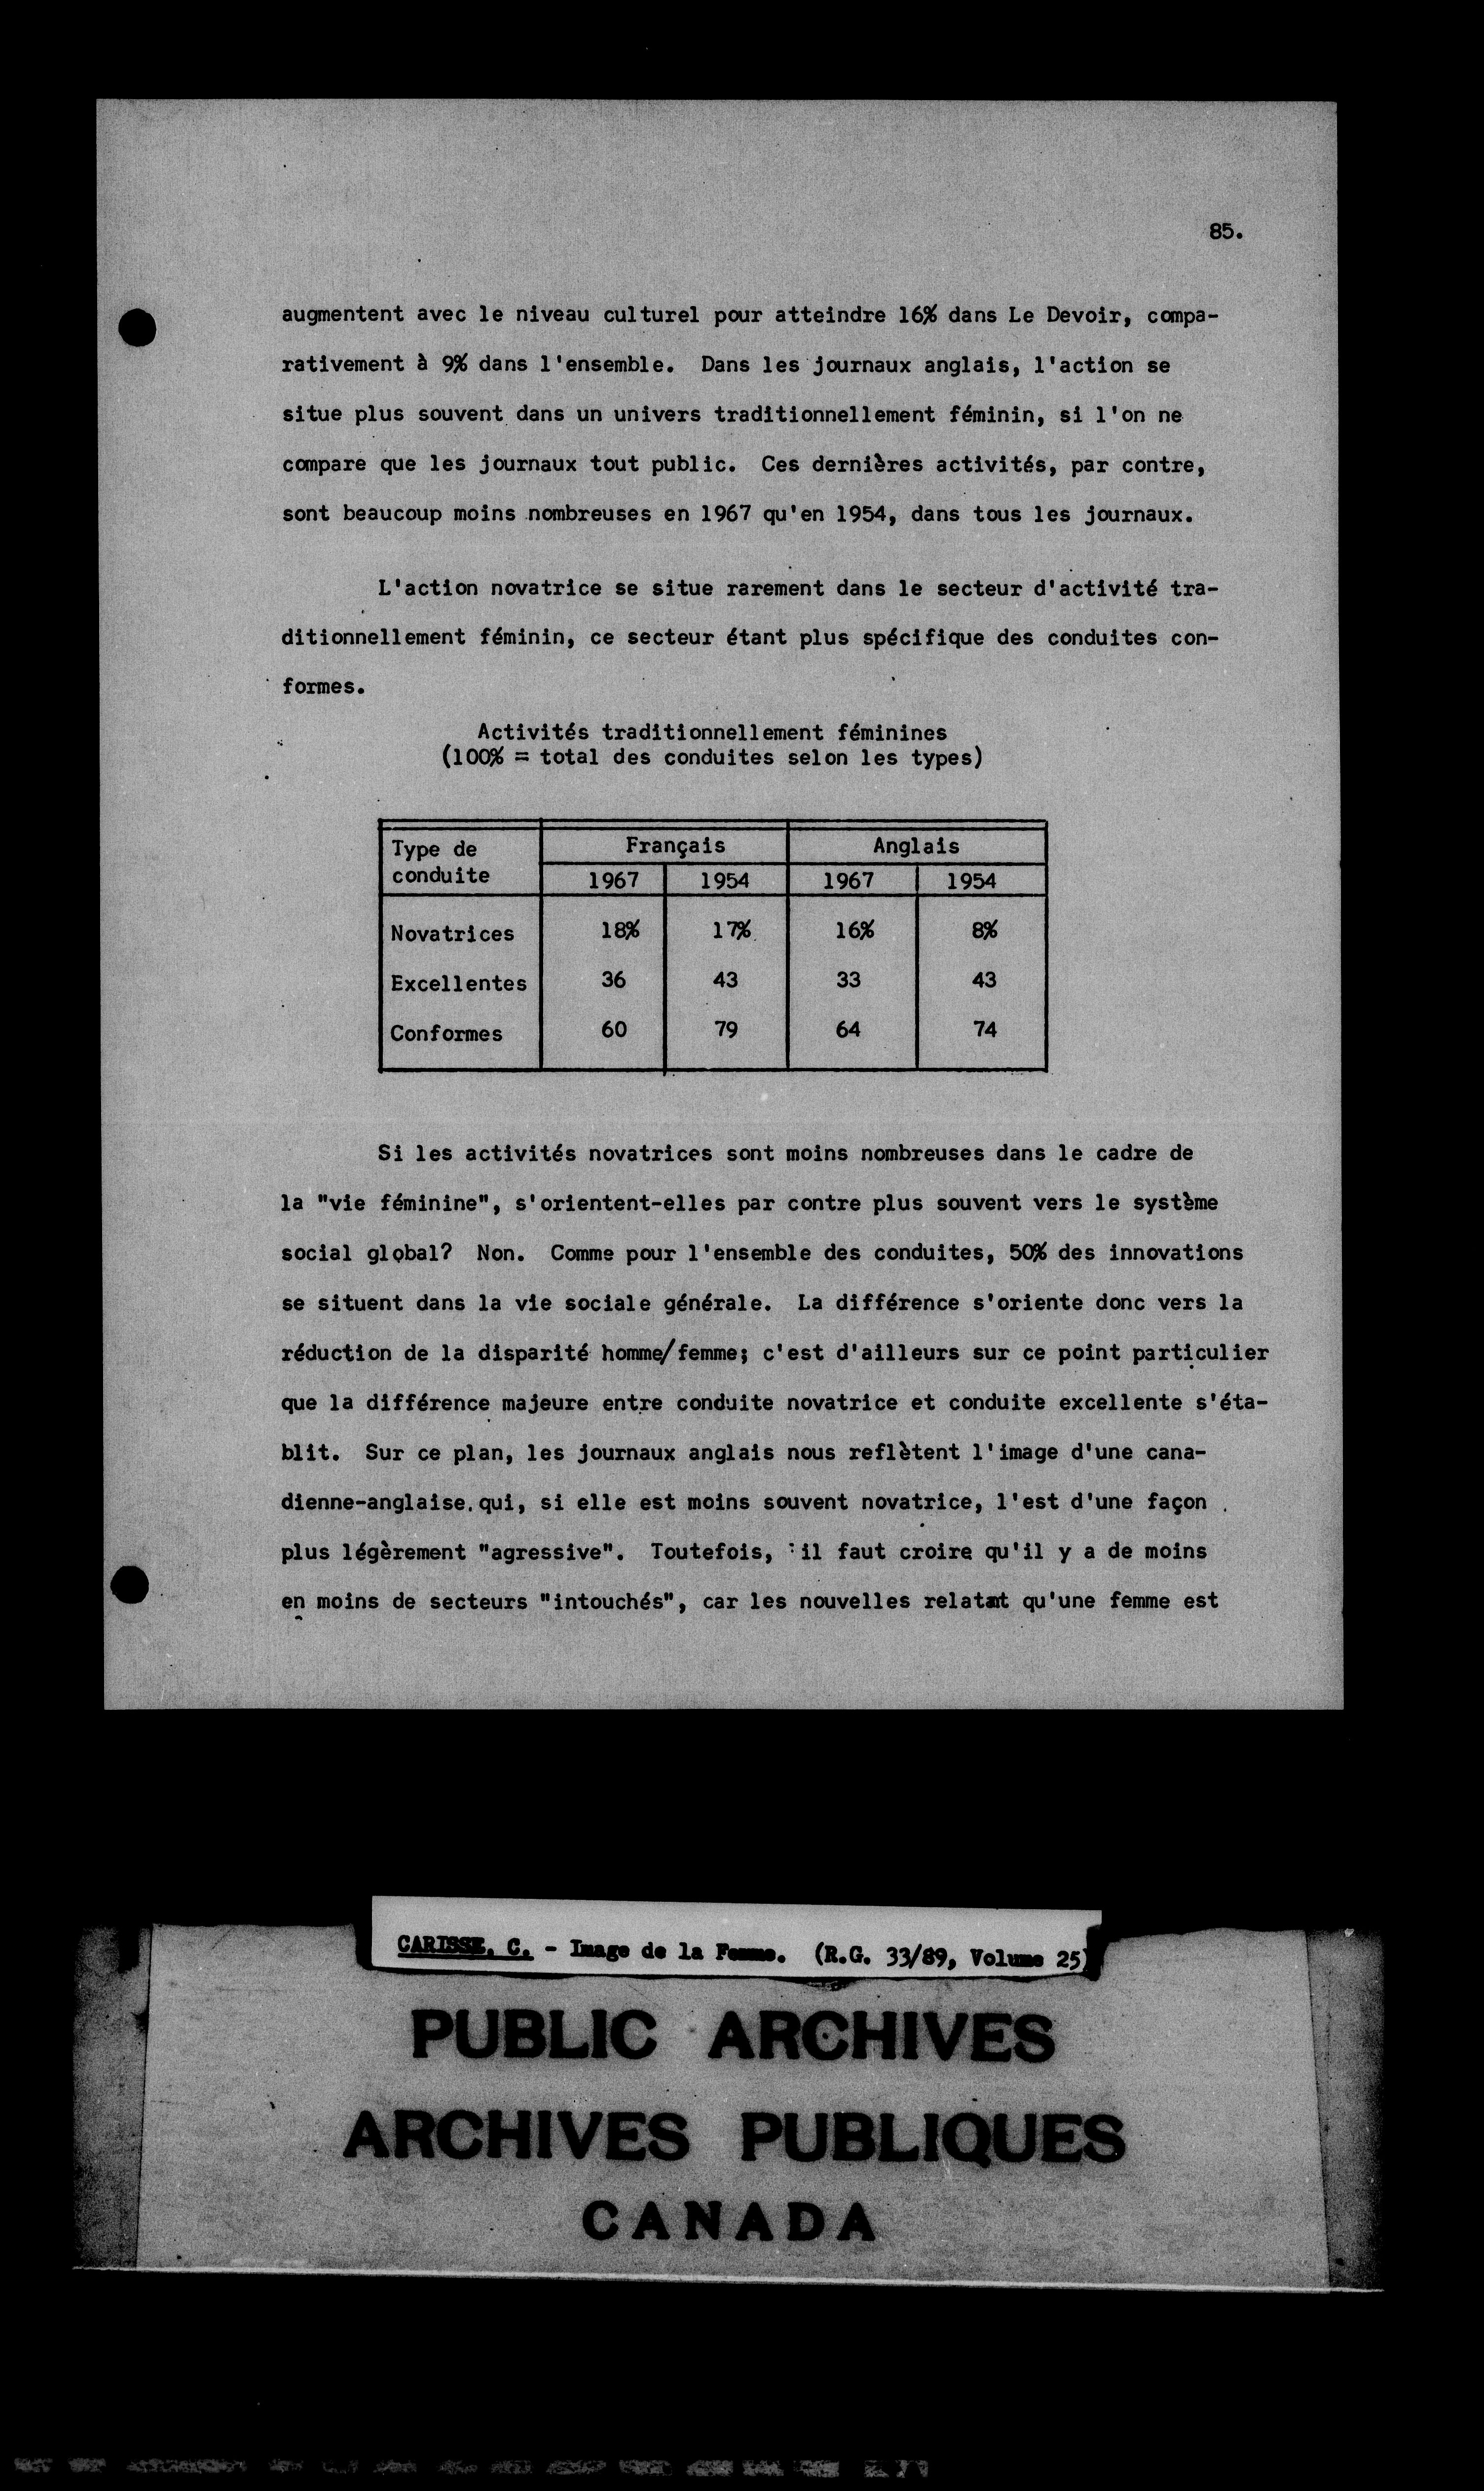 85.
augmentent avec le niveau culturel pour atteindre 16% dans Le Devoir, compa-
rativement à 9% dans l'ensemble. Dans les journaux anglais, l'action se
situe plus souvent dans un univers traditionnellement féminin, si l'on ne
compare que les journaux tout public. Ces dernières activités, par contre,
sont beaucoup moins nombreuses en 1967 qu'en 1954, dans tous les journaux.
L'action novatrice se situe rarement dans le secteur d'activité tra-
ditionnellement féminin, ce secteur étant plus spécifique des conduites con-
formes.
Activités traditionnellement féminines
(100% = total des conduites selon les types)
Type de conduite Français Anglais
1967 1954 1967 1954
Novatrices 18% 17% 16% 8%
Excellentes 36 43 33 43
Conformes 60 79 64 74
Si les activités novatrices sont moins nombreuses dans le cadre de
la "vie féminine", s'orientent-elles par contre plus souvent vers le système
social global? Non. Comme pour l'ensemble des conduites, 50% des innovations
se situent dans la vie sociale générale. La différence s'oriente donc vers la
réduction de la disparité homme/femme; c'est d'ailleurs sur ce point particulier
que la différence majeure entre conduite novatrice et conduite excellente s'éta-
blit. Sur ce plan, les journaux anglais nous reflètent l'image d'une cana-
dienne-anglaise qui, si elle est moins souvent novatrice, l'est d'une façon
plus légèrement "agressive". Toutefois, il faut croire qu'il y a de moins
en moins de secteurs "intouchés", car les nouvelles relatant qu'une femme est
CARISSE, C. - Image de la Femme. (R.G. 33/89, Volume 25)
PUBLIC ARCHIVES
ARCHIVES PUBLIQUES
CANADA